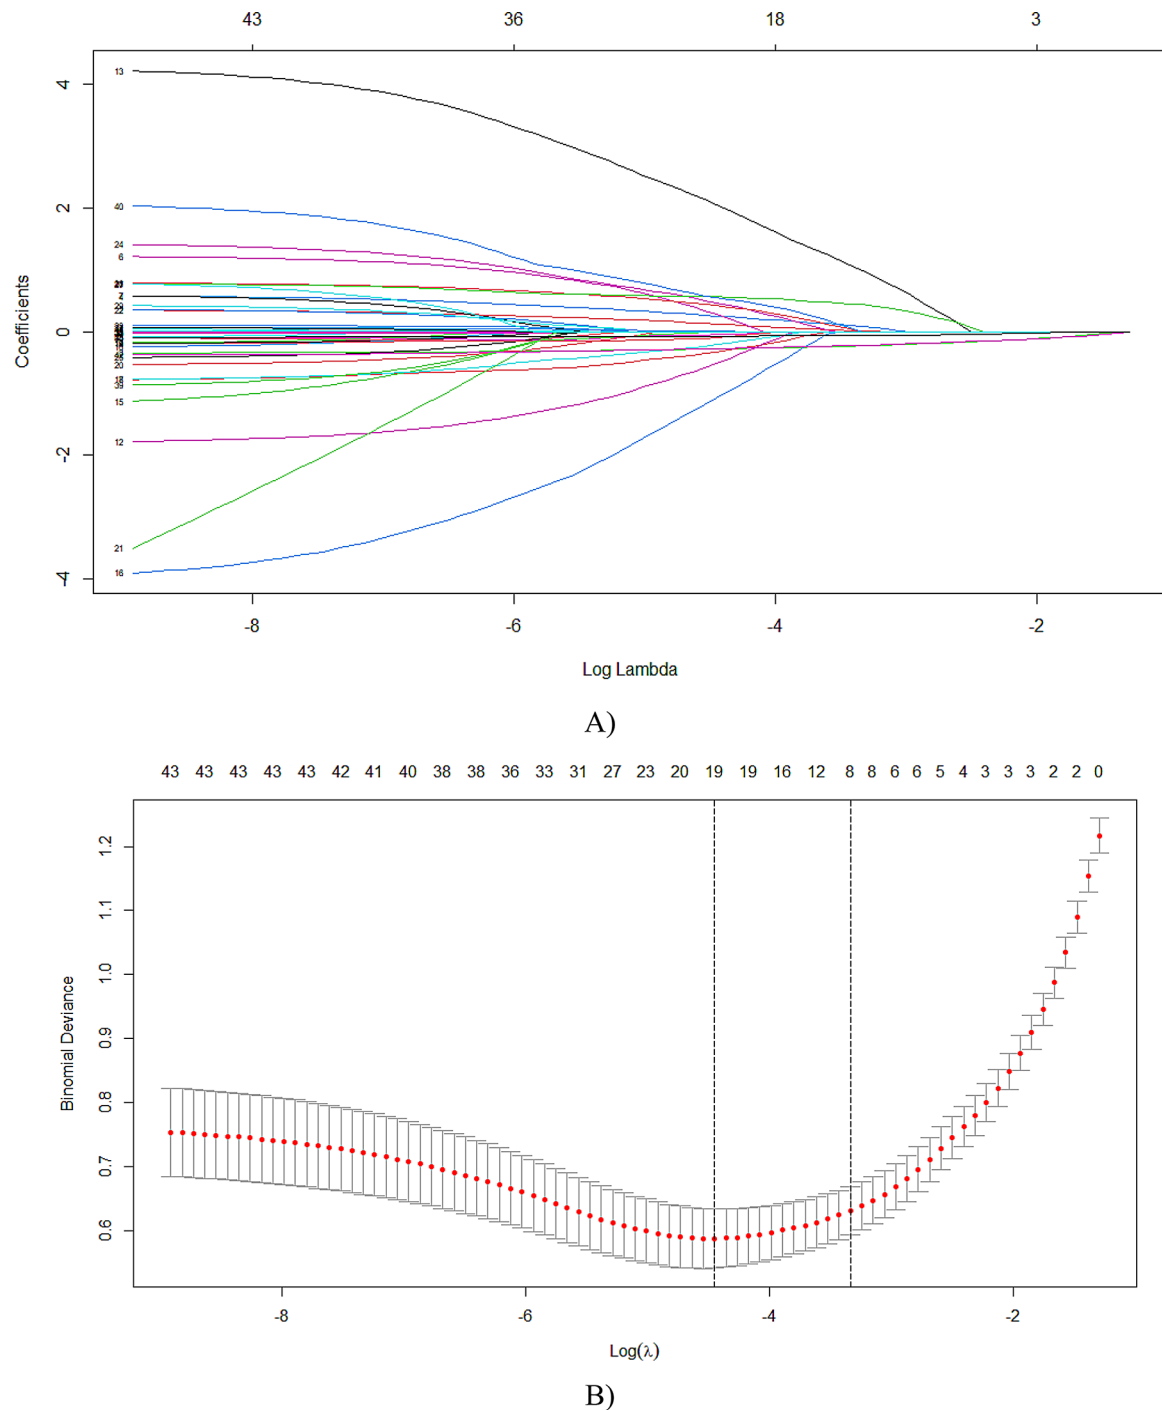 43 36 18 3
4
2
0
-2
-4
Coefficients
13
40
24
6
22
20
39
15
12
21
16
-8 -6 -4 -2
Log Lambda
A)
43 43 43 43 43 42 41 40 38 38 36 33 31 27 23 20 19 19 16 12 8 8 6 6 5 4 3 3 3 2 2 0
1.2
1.1
1.0
0.9
0.8
0.7
0.6
Binomial Deviance
-8 -6 -4 -2
Log(λ)
B)